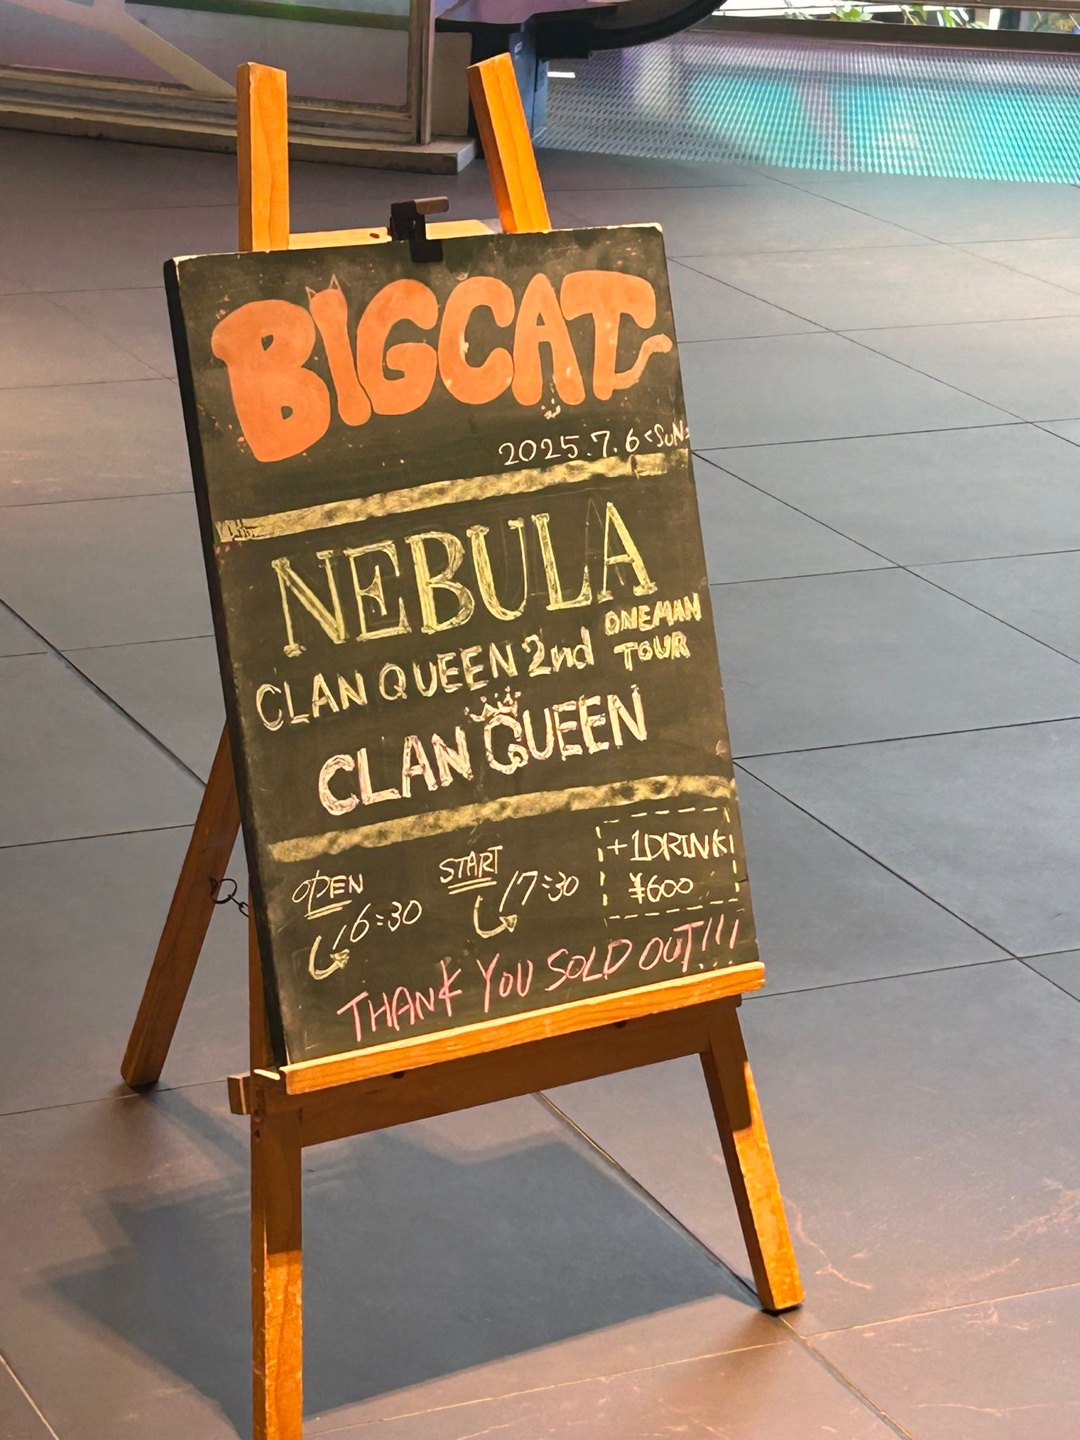 BIGCAT
2025.7.6<SUN>
NEBULA
CLAN QUEEN 2nd ONEMAN TOUR
CLAN QUEEN
OPEN
16:30
START
17:30
+1DRINK
¥600
THANK YOU SOLD OUT!!!